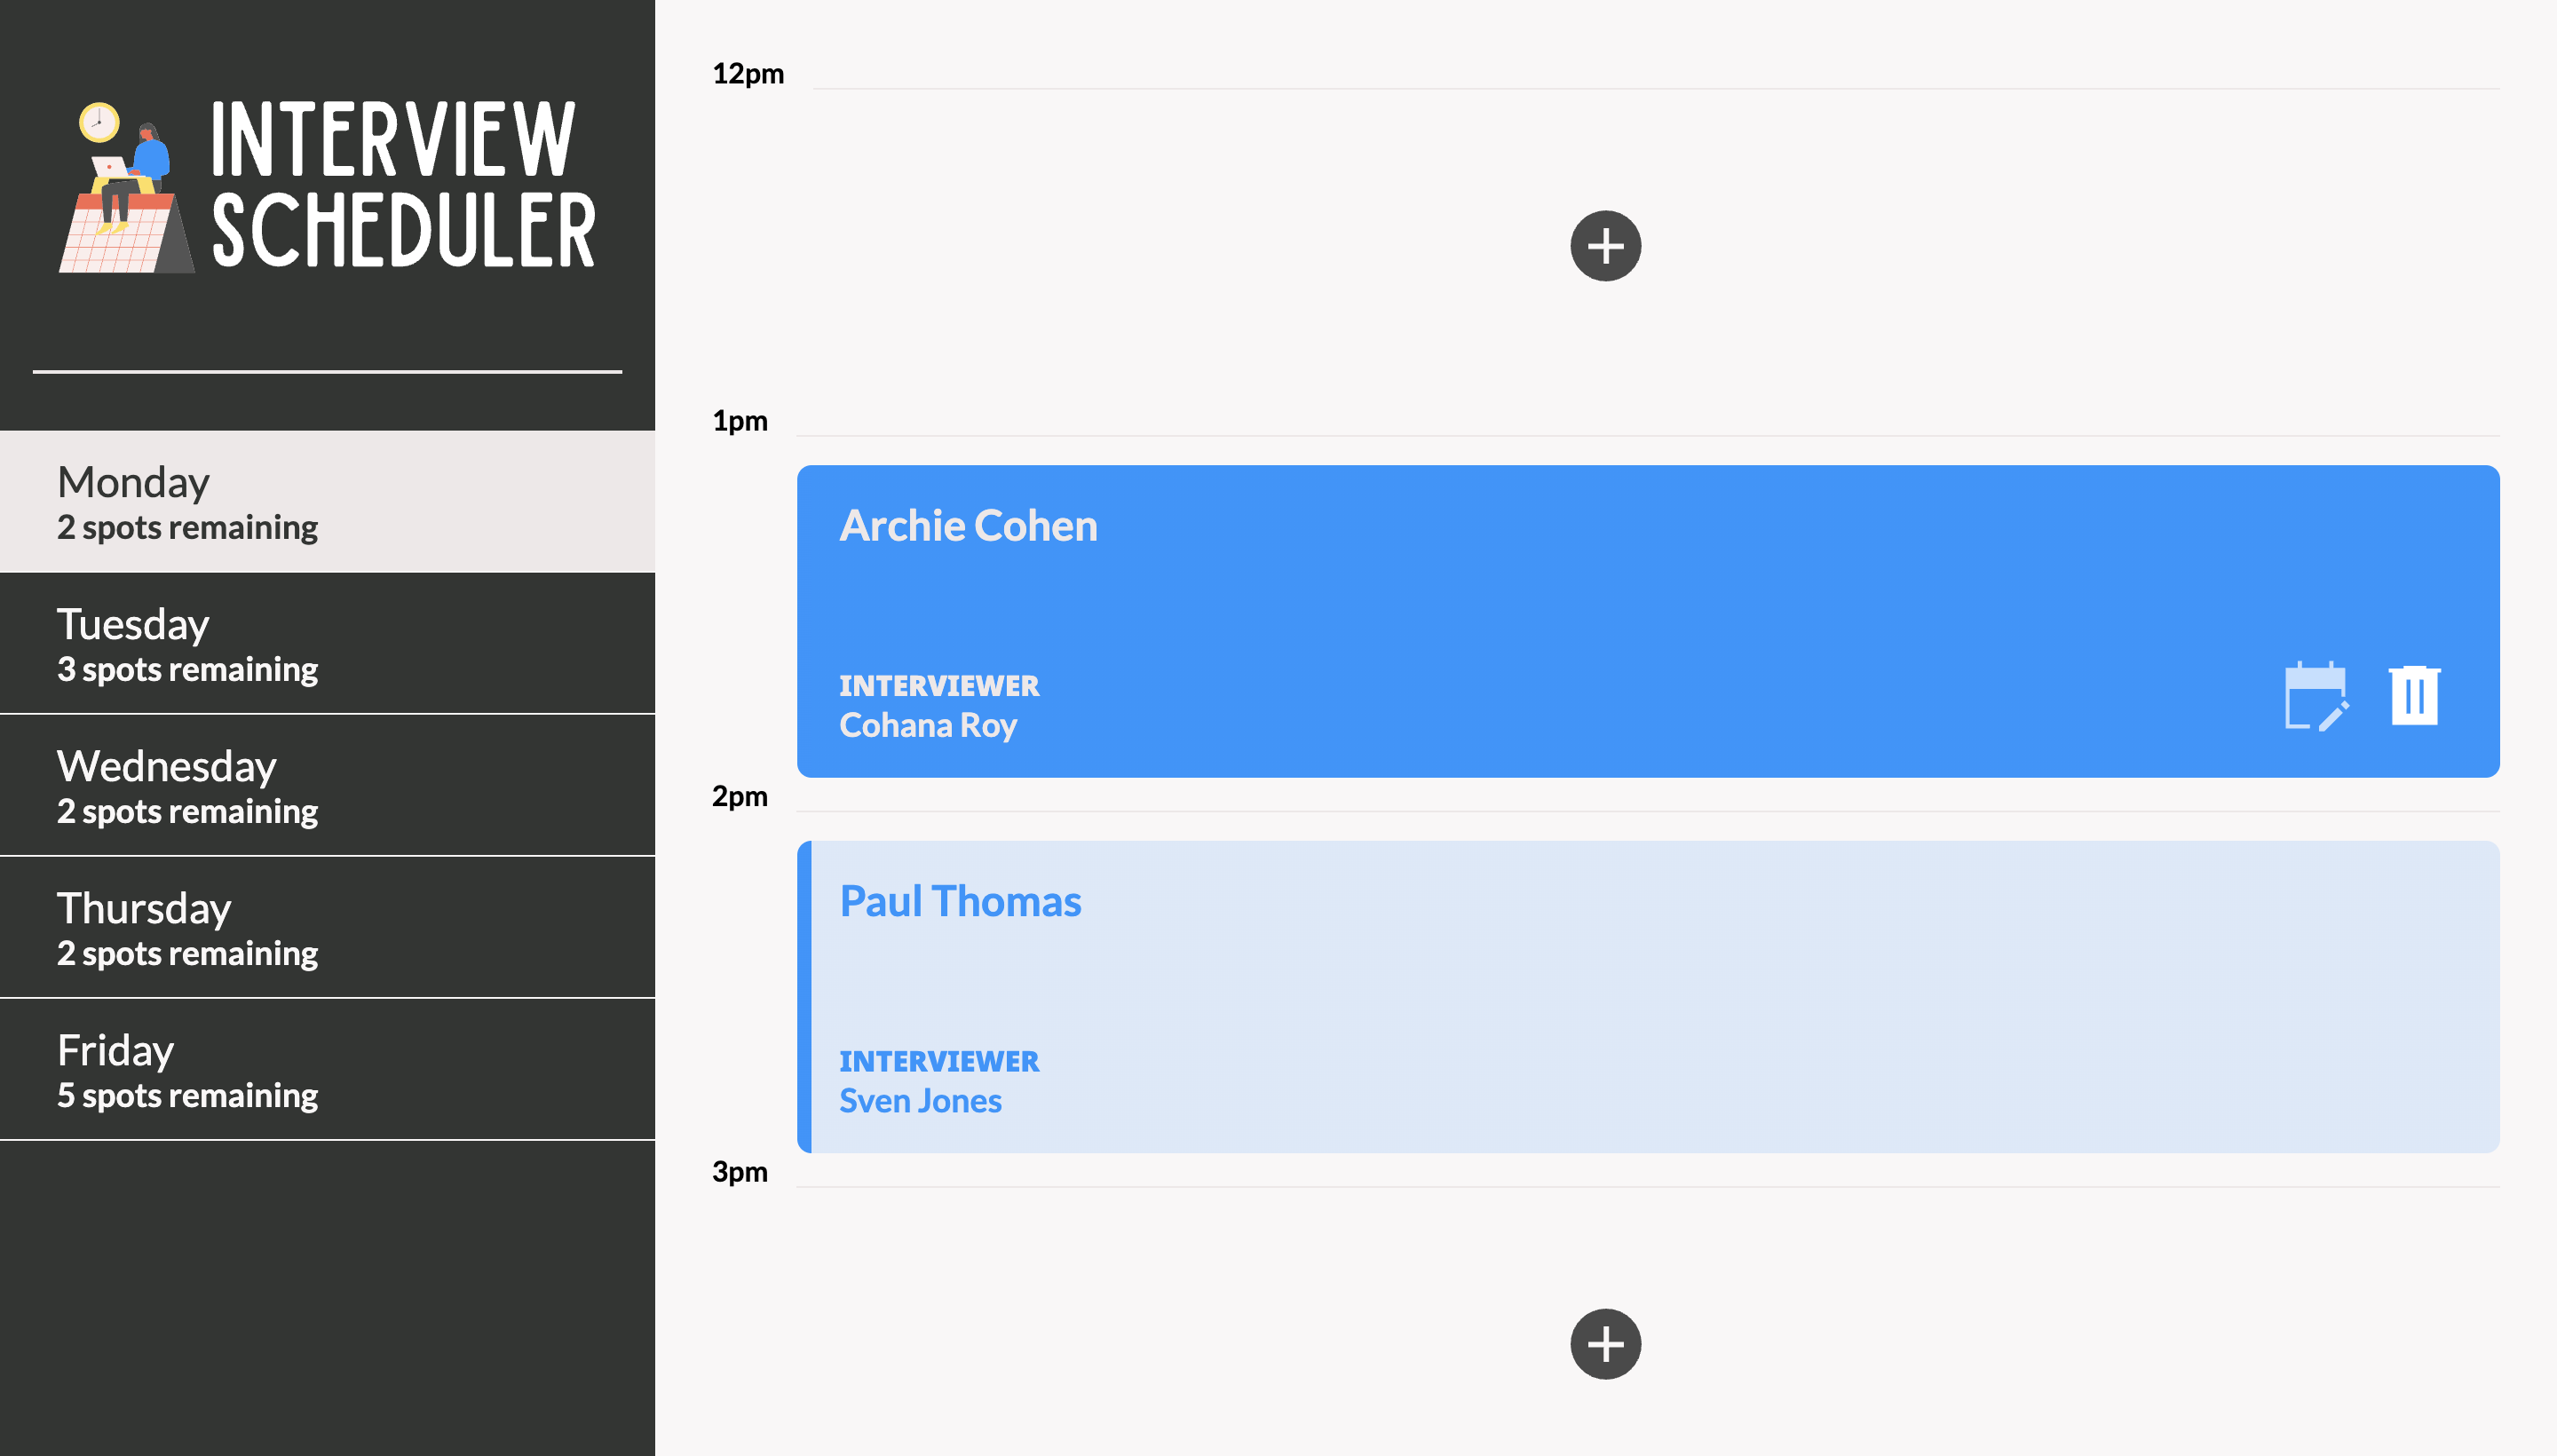 INTERVIEW
SCHEDULER
Monday
2 spots remaining
Tuesday
3 spots remaining
Wednesday
2 spots remaining
Thursday
2 spots remaining
Friday
5 spots remaining
12pm
1pm
Archie Cohen
INTERVIEWER
Cohana Roy
2pm
Paul Thomas
INTERVIEWER
Sven Jones
3pm